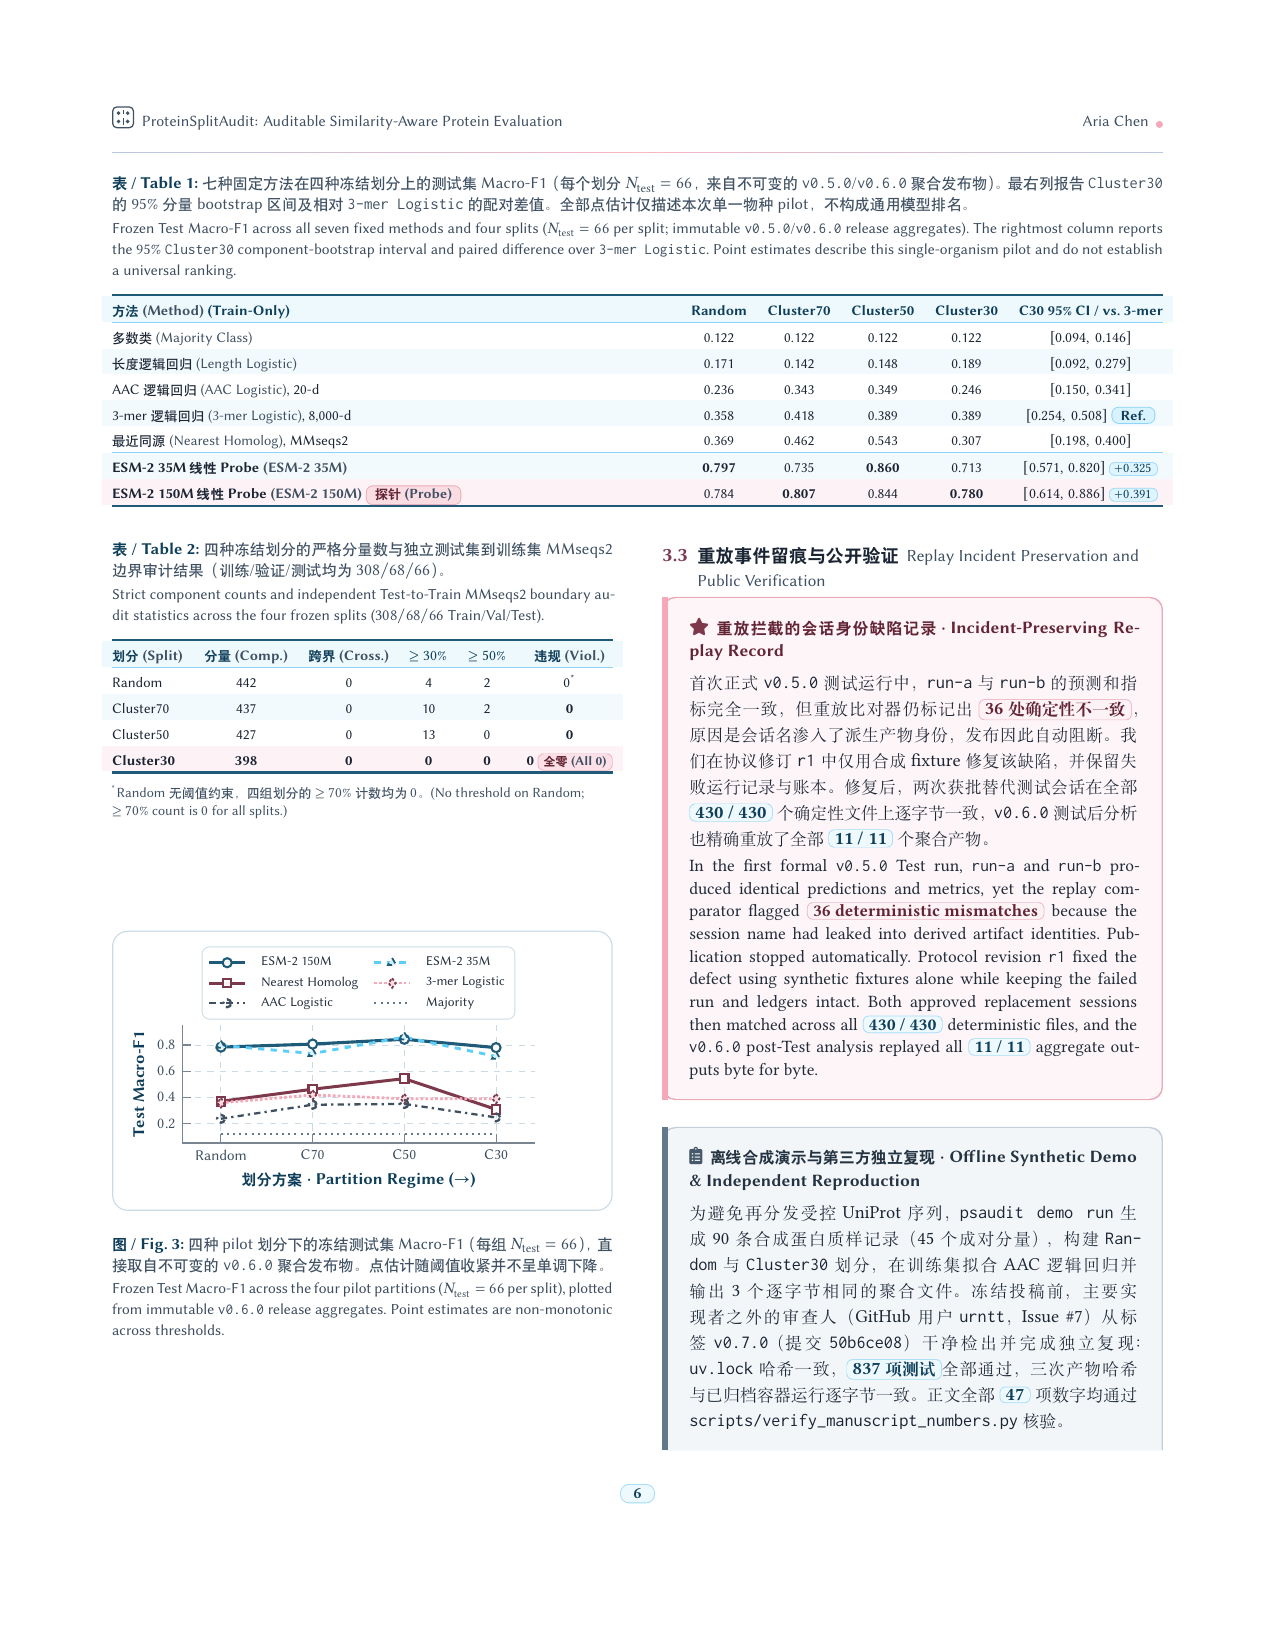 ProteinSplitAudit: Auditable Similarity-Aware Protein Evaluation
Aria Chen
表 / Table 1: 七种固定方法在四种冻结划分上的测试集 Macro-F1（每个划分 N_test = 66，来自不可变的 v0.5.0/v0.6.0 聚合发布物）。最右列报告 Cluster30
的 95% 分量 bootstrap 区间及相对 3-mer Logistic 的配对差值。全部点估计仅描述本次单一物种 pilot，不构成通用模型排名。
Frozen Test Macro-F1 across all seven fixed methods and four splits (N_test = 66 per split; immutable v0.5.0/v0.6.0 release aggregates). The rightmost column reports
the 95% Cluster30 component-bootstrap interval and paired difference over 3-mer Logistic. Point estimates describe this single-organism pilot and do not establish
a universal ranking.
方法 (Method) (Train-Only) Random Cluster70 Cluster50 Cluster30 C30 95% CI / vs. 3-mer
多数类 (Majority Class) 0.122 0.122 0.122 0.122 [0.094, 0.146]
长度逻辑回归 (Length Logistic) 0.171 0.142 0.148 0.189 [0.092, 0.279]
AAC 逻辑回归 (AAC Logistic), 20-d 0.236 0.343 0.349 0.246 [0.150, 0.341]
3-mer 逻辑回归 (3-mer Logistic), 8,000-d 0.358 0.418 0.389 0.389 [0.254, 0.508] Ref.
最近同源 (Nearest Homolog), MMseqs2 0.369 0.462 0.543 0.307 [0.198, 0.400]
ESM-2 35M 线性 Probe (ESM-2 35M) 0.797 0.735 0.860 0.713 [0.571, 0.820] +0.325
ESM-2 150M 线性 Probe (ESM-2 150M) 探针 (Probe) 0.784 0.807 0.844 0.780 [0.614, 0.886] +0.391
表 / Table 2: 四种冻结划分的严格分量数与独立测试集到训练集 MMseqs2
边界审计结果（训练/验证/测试均为 308/68/66）。
Strict component counts and independent Test-to-Train MMseqs2 boundary au-
dit statistics across the four frozen splits (308/68/66 Train/Val/Test).
划分 (Split) 分量 (Comp.) 跨界 (Cross.) ≥ 30% ≥ 50% 违规 (Viol.)
Random 442 0 4 2 0*
Cluster70 437 0 10 2 0
Cluster50 427 0 13 0 0
Cluster30 398 0 0 0 0 全零 (All 0)
* Random 无阈值约束，四组划分的 ≥ 70% 计数均为 0。(No threshold on Random;
≥ 70% count is 0 for all splits.)
ESM-2 150M ESM-2 35M
Nearest Homolog 3-mer Logistic
AAC Logistic Majority
Test Macro-F1
0.8
0.6
0.4
0.2
Random C70 C50 C30
划分方案 · Partition Regime (→)
图 / Fig. 3: 四种 pilot 划分下的冻结测试集 Macro-F1（每组 N_test = 66），直
接取自不可变的 v0.6.0 聚合发布物。点估计随阈值收紧并不呈单调下降。
Frozen Test Macro-F1 across the four pilot partitions (N_test = 66 per split), plotted
from immutable v0.6.0 release aggregates. Point estimates are non-monotonic
across thresholds.
3.3 重放事件留痕与公开验证 Replay Incident Preservation and
Public Verification
重放拦截的会话身份缺陷记录 · Incident-Preserving Re-
play Record
首次正式 v0.5.0 测试运行中，run-a 与 run-b 的预测和指
标完全一致，但重放比对器仍标记出 36 处确定性不一致，
原因是会话名渗入了派生产物身份，发布因此自动阻断。我
们在协议修订 r1 中仅用合成 fixture 修复该缺陷，并保留失
败运行记录与账本。修复后，两次获批替代测试会话在全部
430 / 430 个确定性文件上逐字节一致，v0.6.0 测试后分析
也精确重放了全部 11 / 11 个聚合产物。
In the first formal v0.5.0 Test run, run-a and run-b pro-
duced identical predictions and metrics, yet the replay com-
parator flagged 36 deterministic mismatches because the
session name had leaked into derived artifact identities. Pub-
lication stopped automatically. Protocol revision r1 fixed the
defect using synthetic fixtures alone while keeping the failed
run and ledgers intact. Both approved replacement sessions
then matched across all 430 / 430 deterministic files, and the
v0.6.0 post-Test analysis replayed all 11 / 11 aggregate out-
puts byte for byte.
离线合成演示与第三方独立复现 · Offline Synthetic Demo
& Independent Reproduction
为避免再分发受控 UniProt 序列，psaudit demo run 生
成 90 条合成蛋白质样记录（45 个成对分量），构建 Ran-
dom 与 Cluster30 划分，在训练集拟合 AAC 逻辑回归并
输出 3 个逐字节相同的聚合文件。冻结投稿前，主要实
现者之外的审查人（GitHub 用户 urntt，Issue #7）从标
签 v0.7.0（提交 50b6ce08）干净检出并完成独立复现：
uv.lock 哈希一致，837 项测试全部通过，三次产物哈希
与已归档容器运行逐字节一致。正文全部 47 项数字均通过
scripts/verify_manuscript_numbers.py 核验。
6